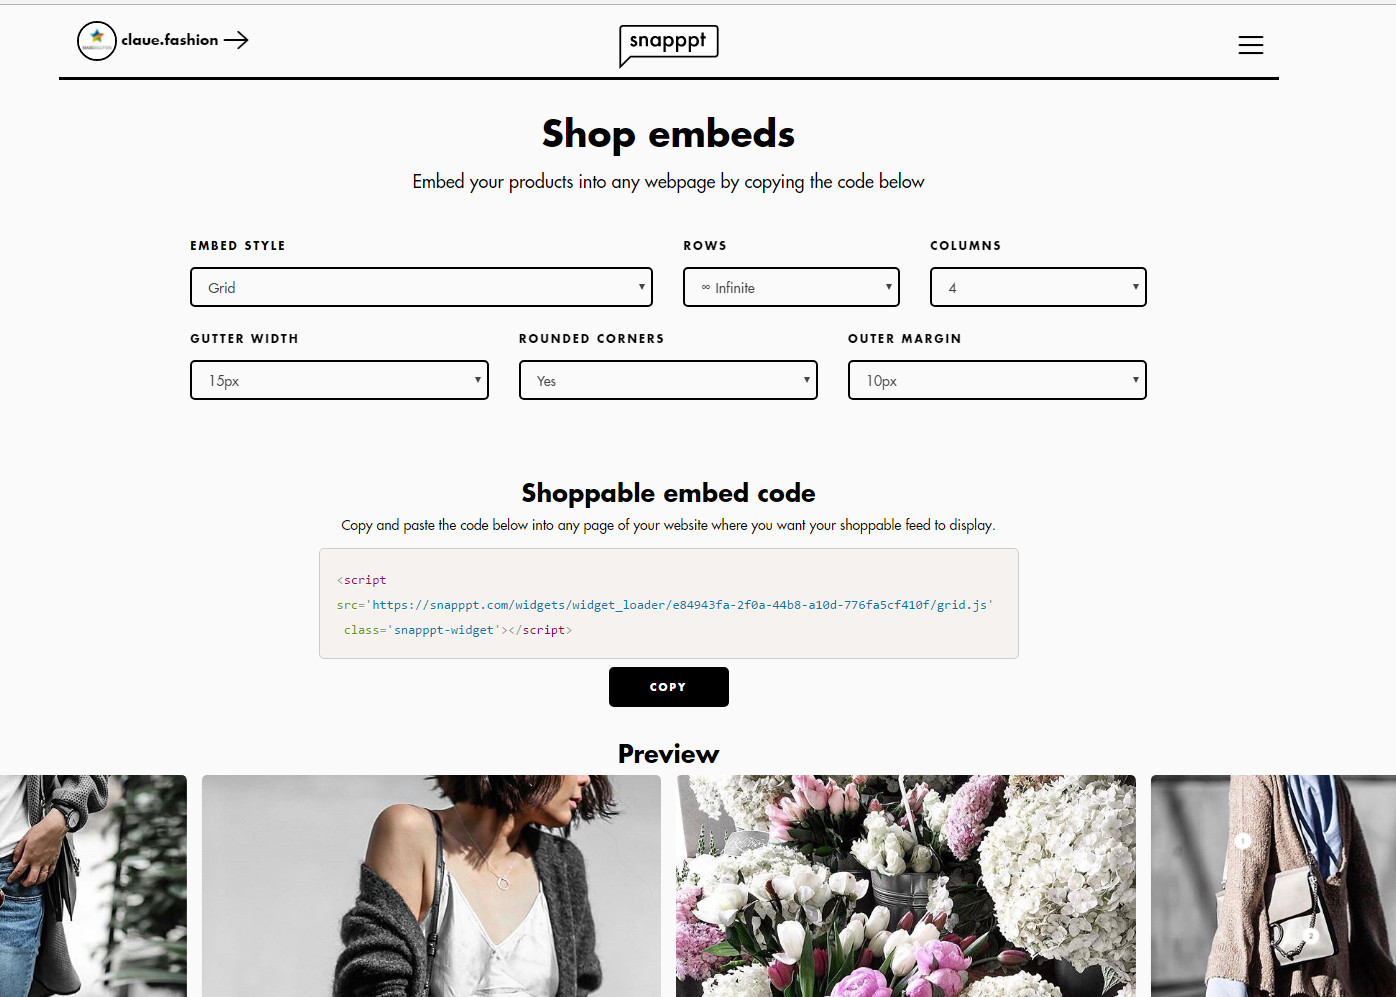 claue.fashion
snapppt
Shop embeds
Embed your products into any webpage by copying the code below
EMBED STYLE
ROWS
COLUMNS
Grid
∞ Infinite
4
GUTTER WIDTH
ROUNDED CORNERS
OUTER MARGIN
15px
Yes
10px
Shoppable embed code
Copy and paste the code below into any page of your website where you want your shoppable feed to display.
<script
src='https://snapppt.com/widgets/widget_loader/e84943fa-2f0a-44b8-a10d-776fa5cf410f/grid.js'
class='snapppt-widget'></script>
COPY
Preview
1
2